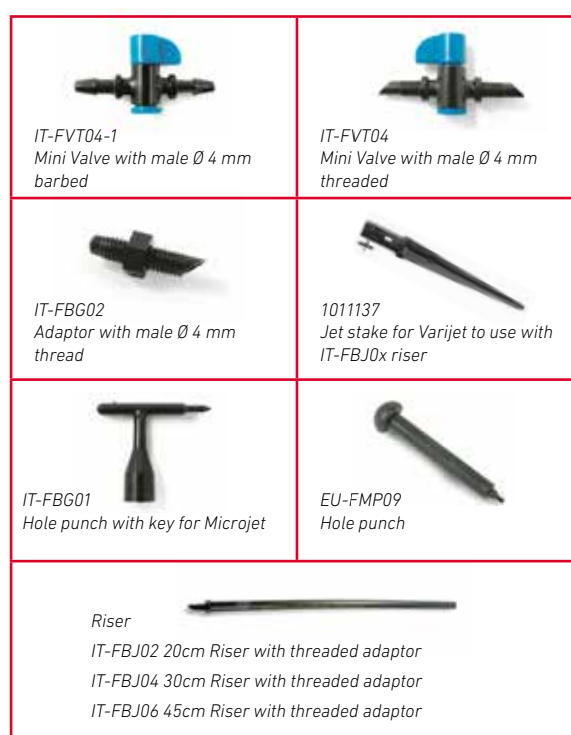 IT-FVT04-1
Mini Valve with male Ø 4 mm
barbed
IT-FVT04
Mini Valve with male Ø 4 mm
threaded
IT-FBG02
Adaptor with male Ø 4 mm
thread
1011137
Jet stake for Varijet to use with
IT-FBJ0x riser
IT-FBG01
Hole punch with key for Microjet
EU-FMP09
Hole punch
Riser
IT-FBJ02 20cm Riser with threaded adaptor
IT-FBJ04 30cm Riser with threaded adaptor
IT-FBJ06 45cm Riser with threaded adaptor